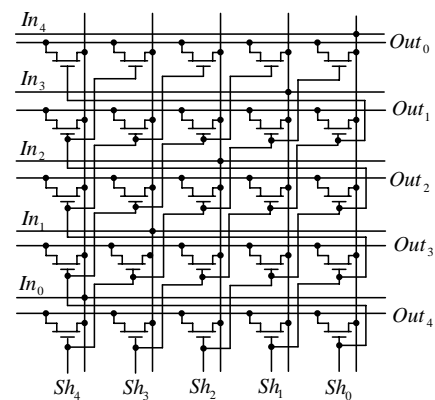 In₄
Out₀
In₃
Out₁
In₂
Out₂
In₁
Out₃
In₀
Out₄
Sh₄ Sh₃ Sh₂ Sh₁ Sh₀